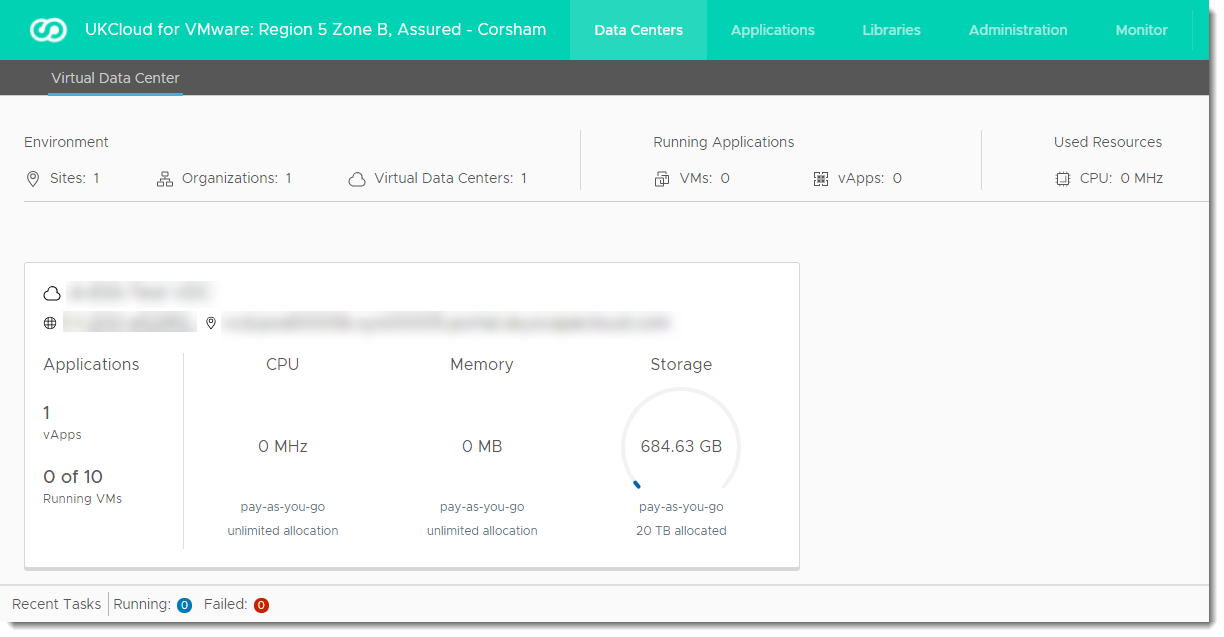 UKCloud for VMware: Region 5 Zone B, Assured - Corsham Data Centers Applications Libraries Administration Monitor
Virtual Data Center
Environment Running Applications Used Resources
Sites: 1 Organizations: 1 Virtual Data Centers: 1 VMs: 0 vApps: 0 CPU: 0 MHz
Applications CPU Memory Storage
1
vApps
0 MHz 0 MB 684.63 GB
0 of 10
Running VMs
pay-as-you-go pay-as-you-go pay-as-you-go
unlimited allocation unlimited allocation 20 TB allocated
Recent Tasks Running: 0 Failed: 0